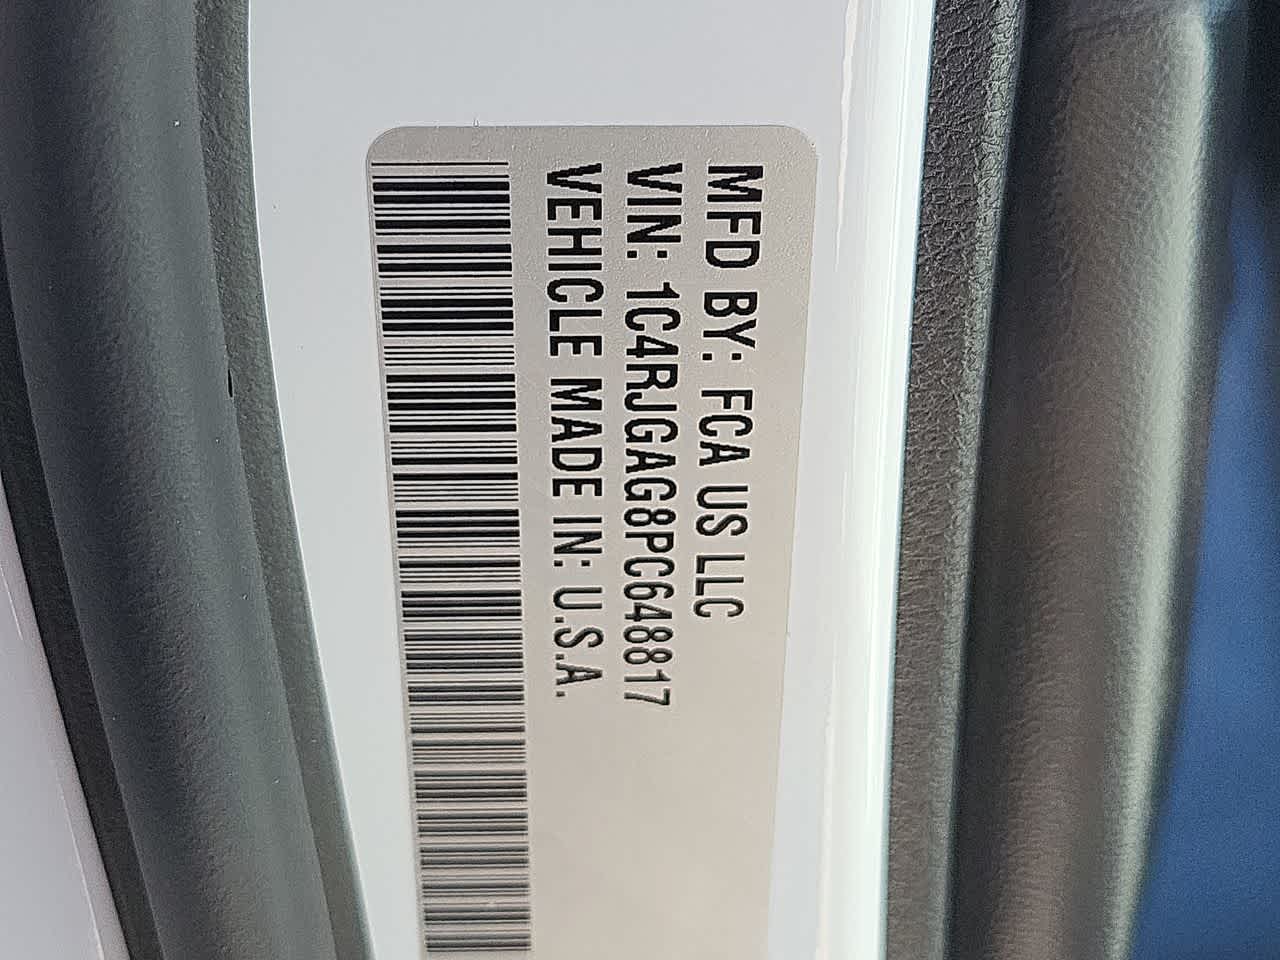 MFD BY: FCA US LLC
VIN: 1C4RJGAG8PC648817
VEHICLE MADE IN: U.S.A.